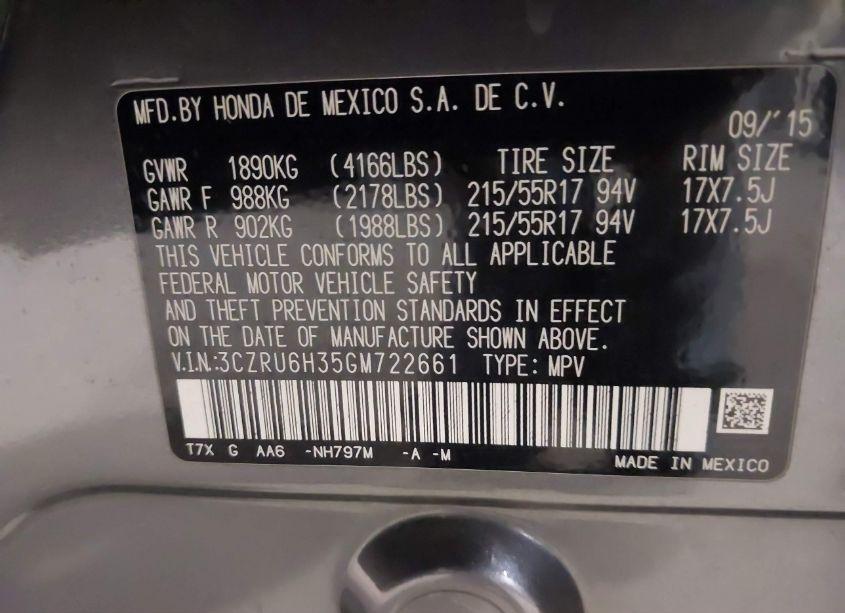 MFD.BY HONDA DE MEXICO S.A. DE C.V.
09/'15
GVWR 1890KG (4166LBS) TIRE SIZE RIM SIZE
GAWR F 988KG (2178LBS) 215/55R17 94V 17X7.5J
GAWR R 902KG (1988LBS) 215/55R17 94V 17X7.5J
THIS VEHICLE CONFORMS TO ALL APPLICABLE
FEDERAL MOTOR VEHICLE SAFETY
AND THEFT PREVENTION STANDARDS IN EFFECT
ON THE DATE OF MANUFACTURE SHOWN ABOVE.
V.I.N.:3CZRU6H35GM722661 TYPE: MPV
T7X G AA6 -NH797M -A -M
MADE IN MEXICO